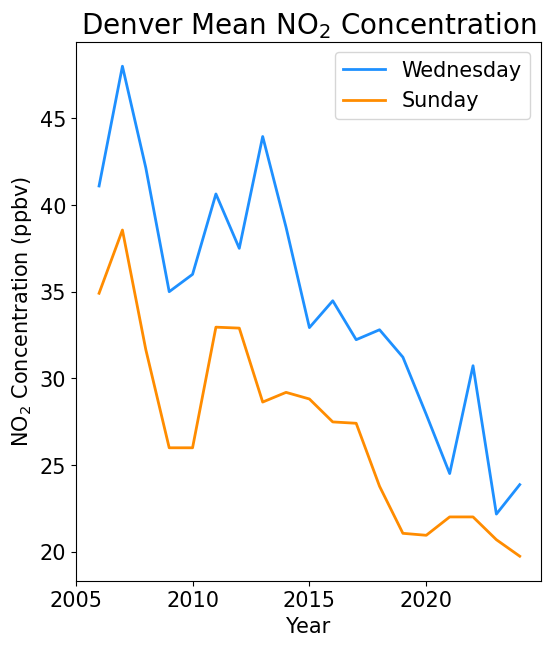 Denver Mean NO₂ Concentration
Wednesday
Sunday
NO₂ Concentration (ppbv)
45
40
35
30
25
20
2005 2010 2015 2020
Year